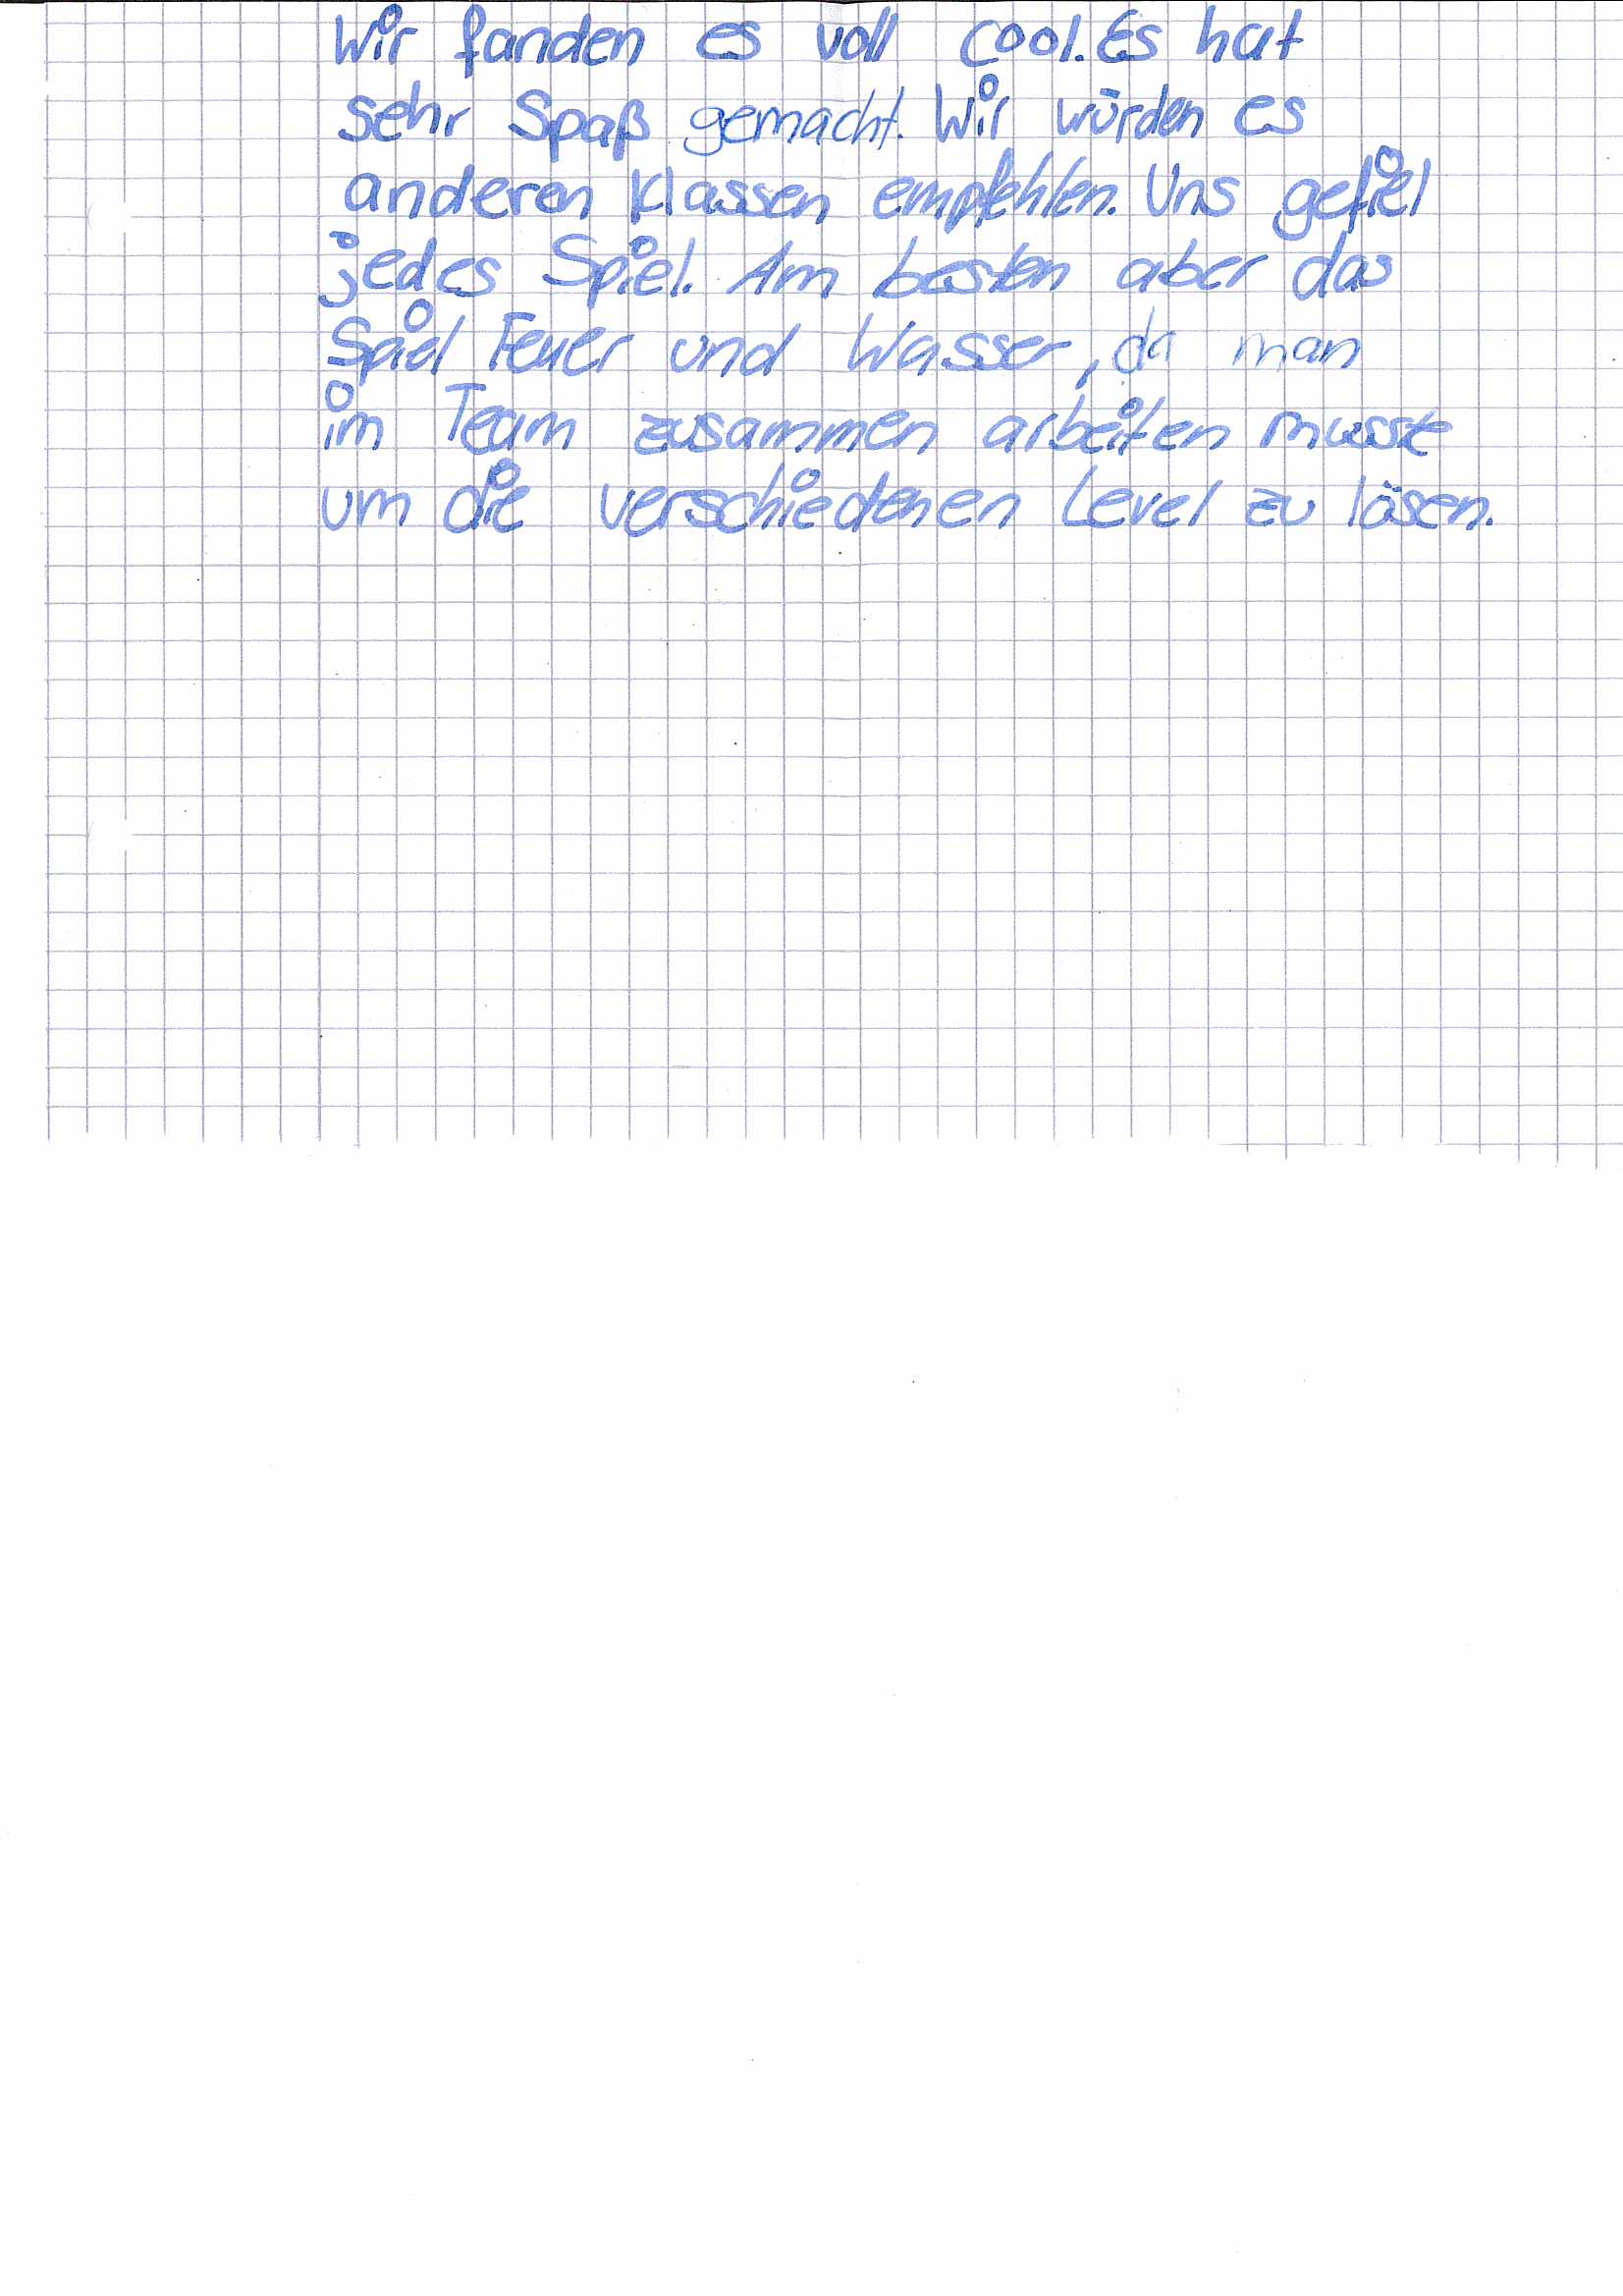 Wir fanden es voll cool. Es hat
sehr Spaß gemacht. Wir würden es
anderen Klassen empfehlen. Uns gefiel
jedes Spiel. Am besten aber das
Spiel Feuer und Wasser, da man
im Team zusammen arbeiten musste
um die verschiedenen Level zu lösen.